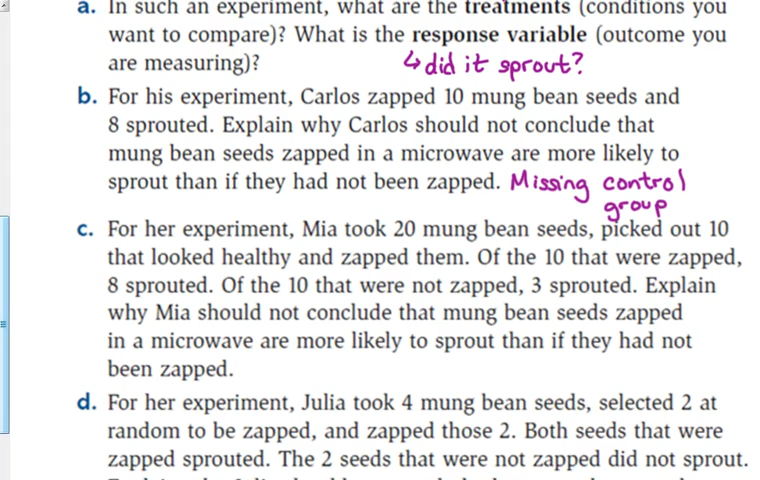 a. In such an experiment, what are the treatments (conditions you
want to compare)? What is the response variable (outcome you
are measuring)? ↳ did it sprout?
b. For his experiment, Carlos zapped 10 mung bean seeds and
8 sprouted. Explain why Carlos should not conclude that
mung bean seeds zapped in a microwave are more likely to
sprout than if they had not been zapped. Missing control
group
c. For her experiment, Mia took 20 mung bean seeds, picked out 10
that looked healthy and zapped them. Of the 10 that were zapped,
8 sprouted. Of the 10 that were not zapped, 3 sprouted. Explain
why Mia should not conclude that mung bean seeds zapped
in a microwave are more likely to sprout than if they had not
been zapped.
d. For her experiment, Julia took 4 mung bean seeds, selected 2 at
random to be zapped, and zapped those 2. Both seeds that were
zapped sprouted. The 2 seeds that were not zapped did not sprout.